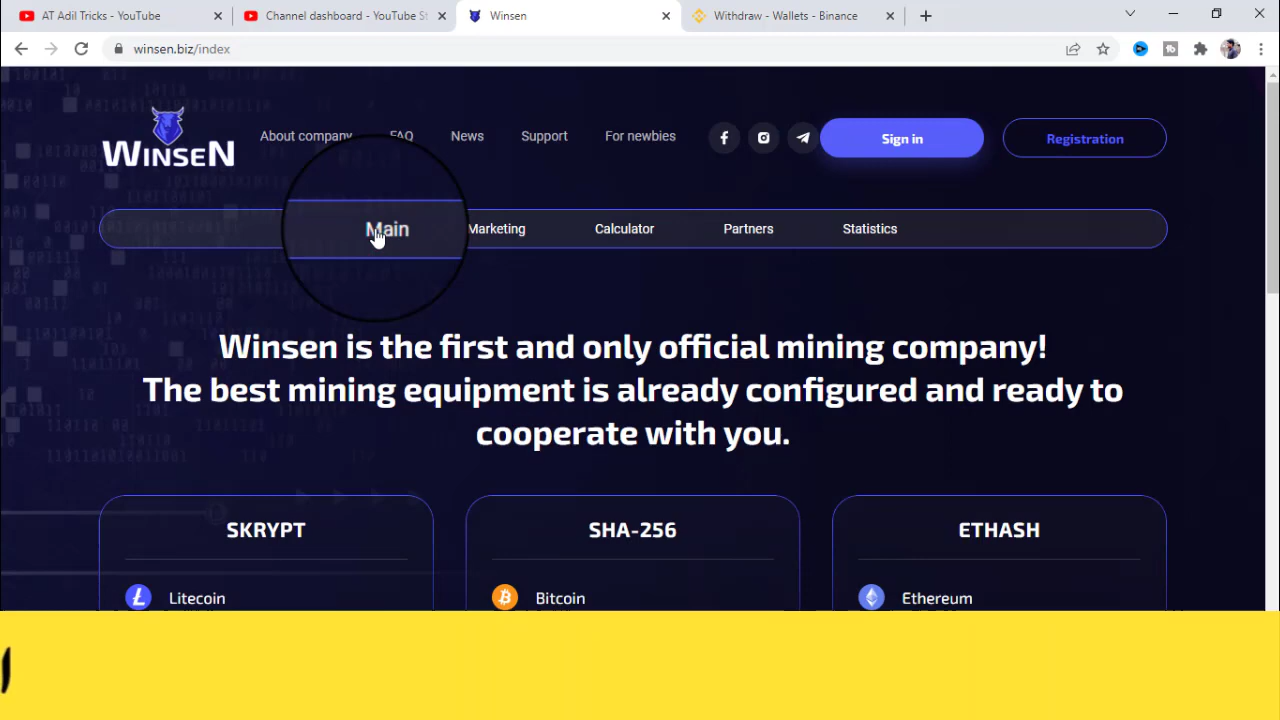 AT Adil Tricks - YouTube
Channel dashboard - YouTube St
Winsen
Withdraw - Wallets - Binance
winsen.biz/index
WINSEN
About company
FAQ
News
Support
For newbies
Sign in
Registration
Main
Marketing
Calculator
Partners
Statistics
Winsen is the first and only official mining company!
The best mining equipment is already configured and ready to
cooperate with you.
SKRYPT
SHA-256
ETHASH
Litecoin
Bitcoin
Ethereum